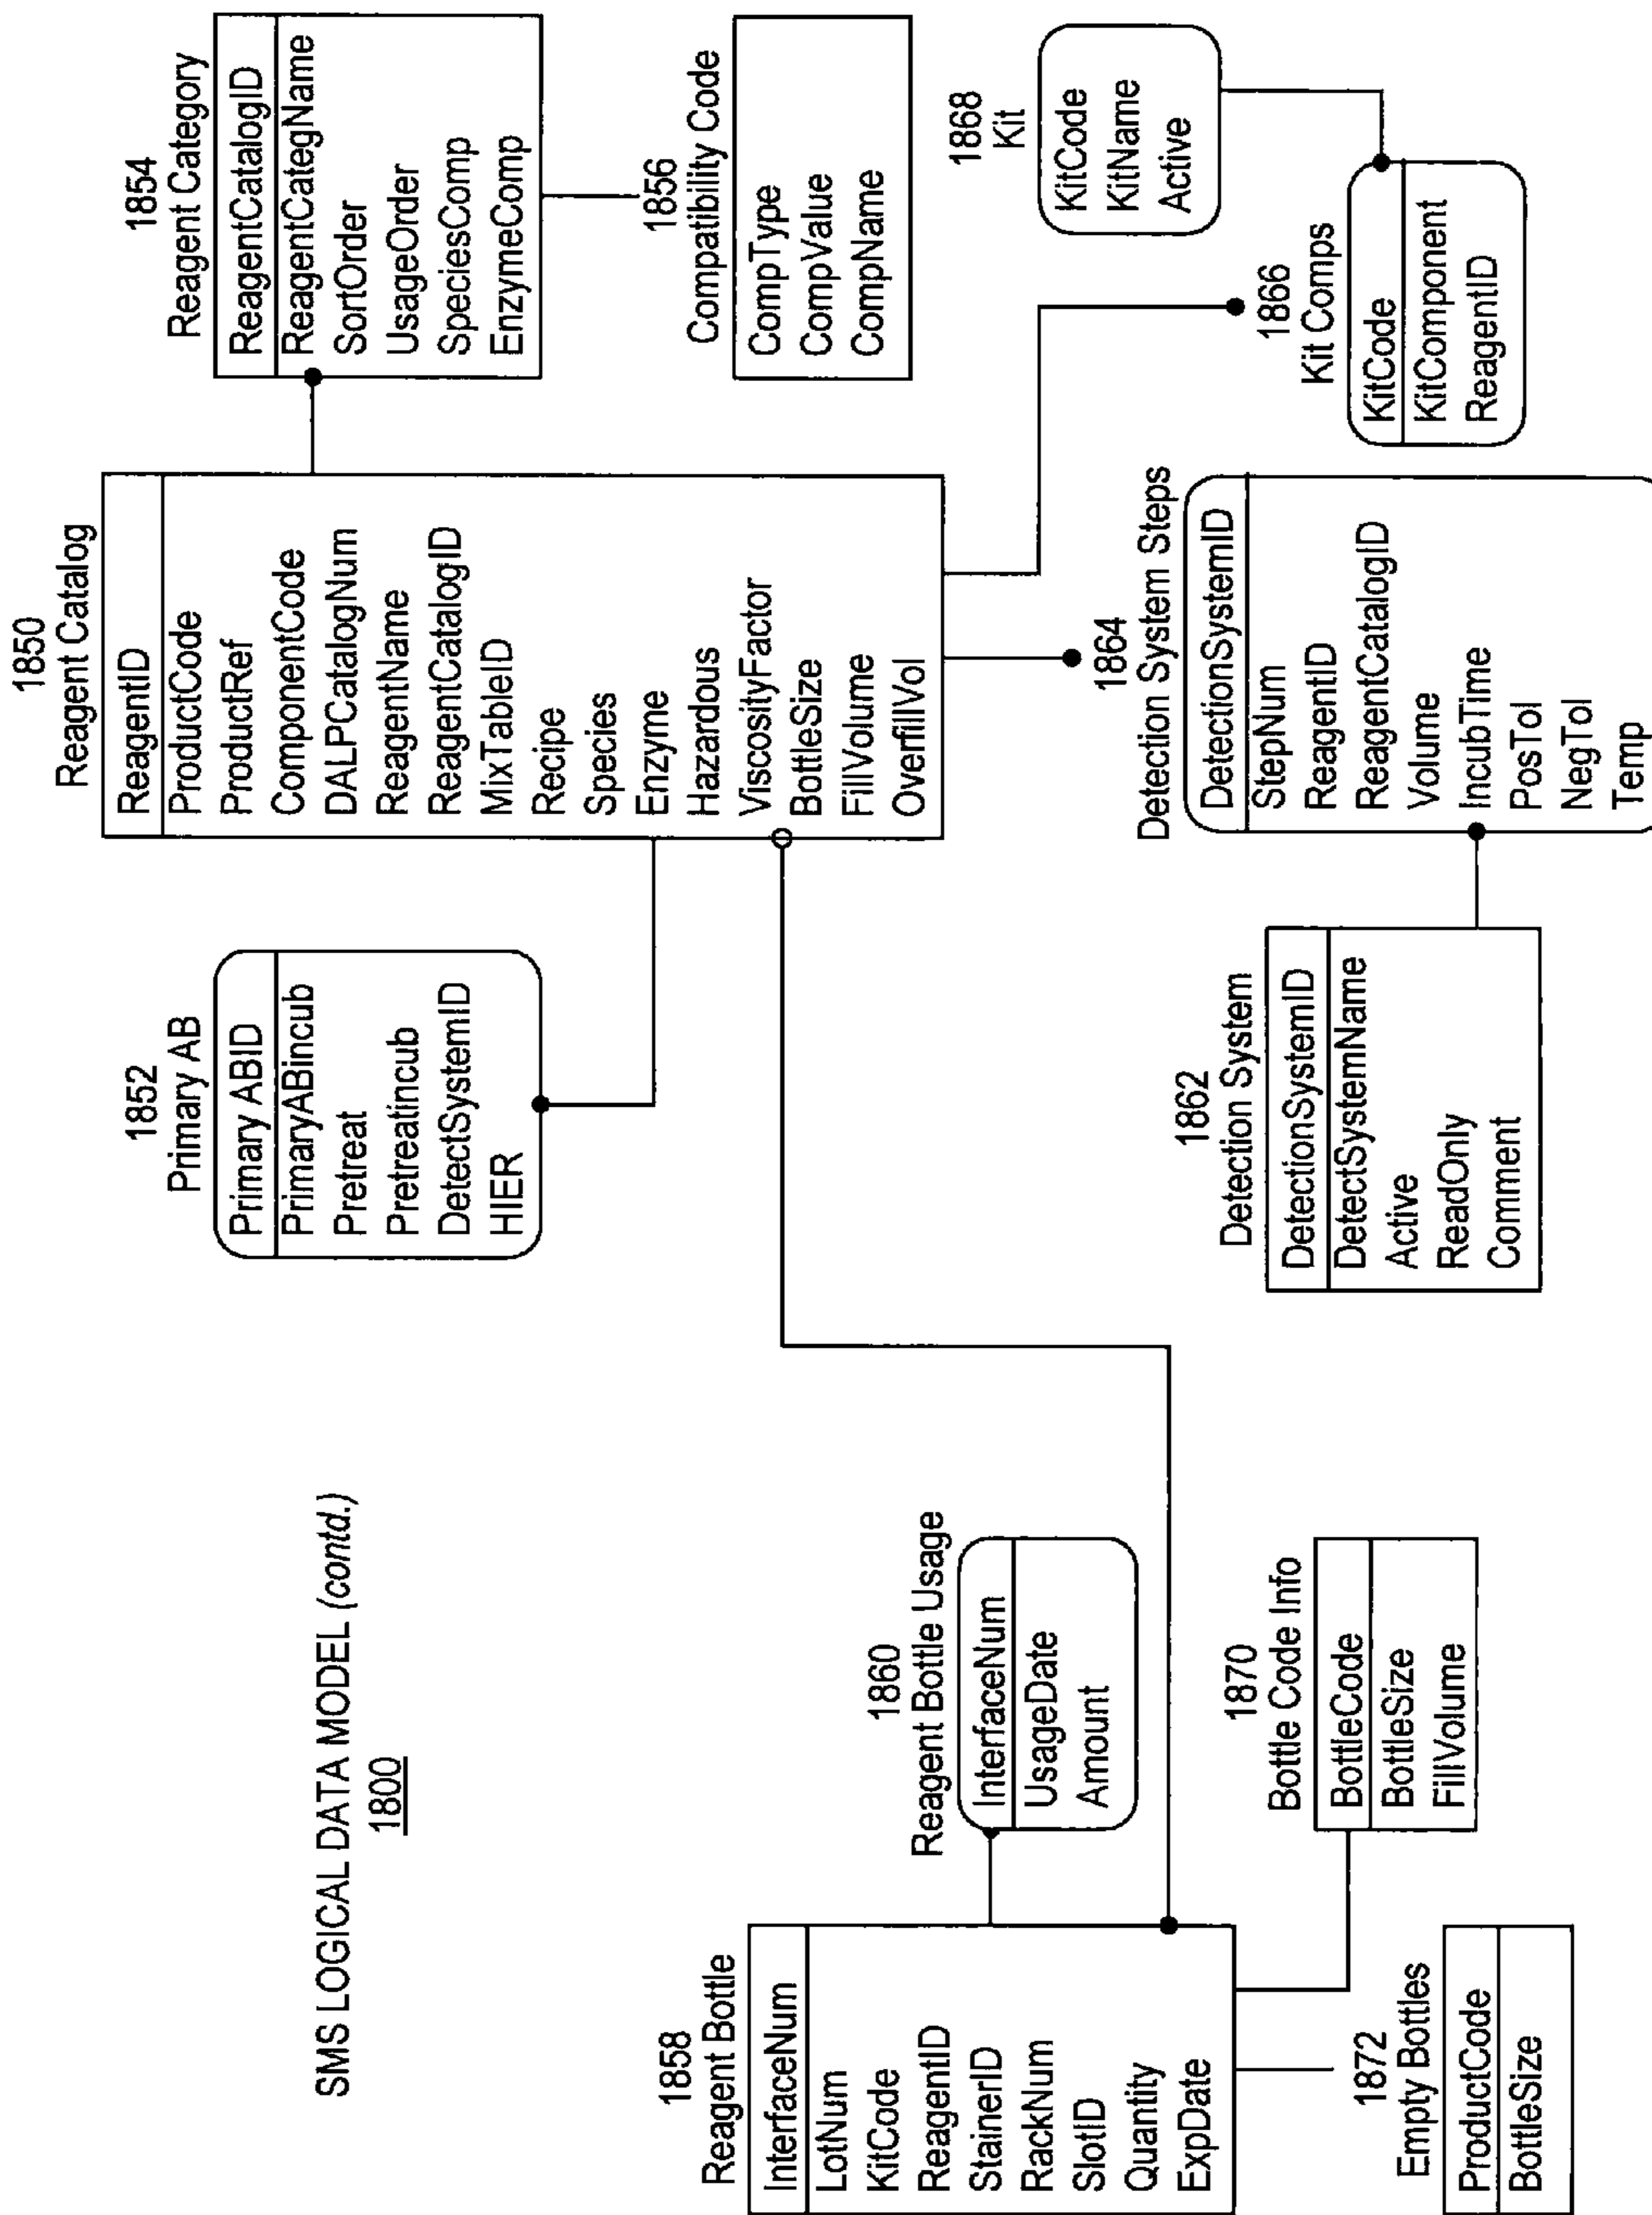 SMS LOGICAL DATA MODEL (contd.)
1800
1858
Reagent Bottle
InterfaceNum
LotNum
KitCode
ReagentID
StainerID
RackNum
SlotID
Quantity
ExpDate
1872
Empty Bottles
ProductCode
BottleSize
1860
Reagent Bottle Usage
InterfaceNum
UsageDate
Amount
1870
Bottle Code Info
BottleCode
BottleSize
FillVolume
1852
Primary AB
Primary ABID
PrimaryABincub
Pretreat
Pretreatincub
DetectSystemID
HIER
1862
Detection System
DetectionSystemID
DetectSystemName
Active
ReadOnly
Comment
1850
Reagent Catalog
ReagentID
ProductCode
ProductRef
ComponentCode
DALPCatalogNum
ReagentName
ReagentCatalogID
MixTableID
Recipe
Species
Enzyme
Hazardous
ViscosityFactor
BottleSize
FillVolume
OverfillVol
1864
Detection System Steps
DetectionSystemID
StepNum
ReagentID
ReagentCatalogID
Volume
IncubTime
PosTol
NegTol
Temp
1854
Reagent Category
ReagentCatalogID
ReagentCategName
SortOrder
UsageOrder
SpeciesComp
EnzymeComp
1856
Compatibility Code
CompType
CompValue
CompName
1866
Kit Comps
KitCode
KitComponent
ReagentID
1868
Kit
KitCode
KitName
Active